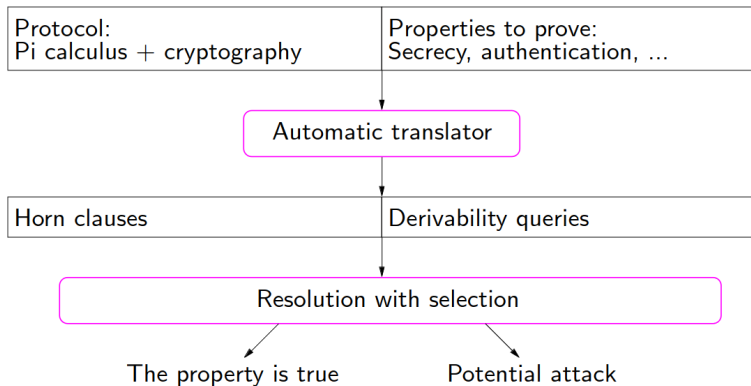 Protocol:
Pi calculus + cryptography
Properties to prove:
Secrecy, authentication, ...
Automatic translator
Horn clauses
Derivability queries
Resolution with selection
The property is true
Potential attack